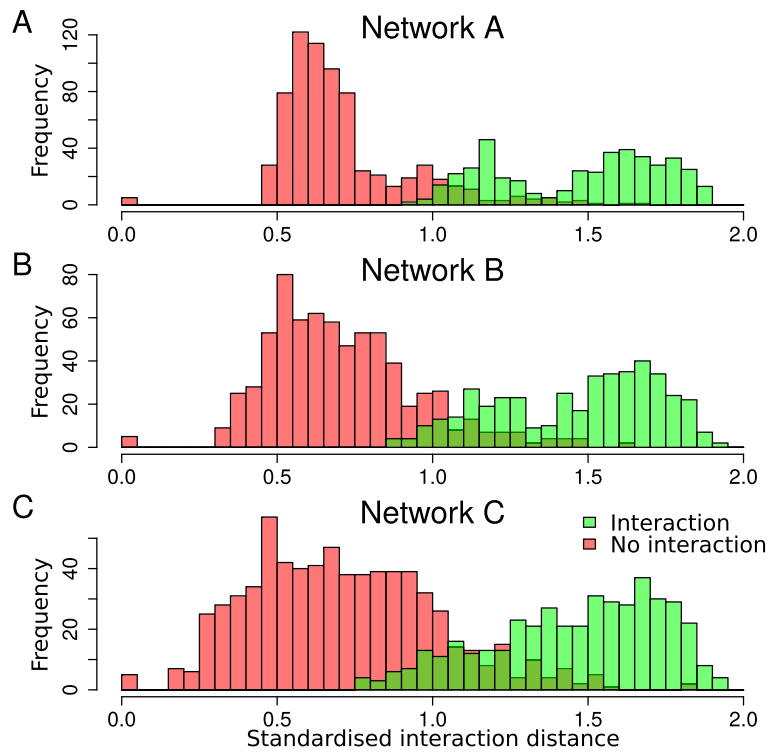 A
Network A
Frequency
0
40
80
120
0.0 0.5 1.0 1.5 2.0
B
Network B
Frequency
0
20
40
60
80
0.0 0.5 1.0 1.5 2.0
C
Network C
Interaction
No interaction
Frequency
0
20
40
0.0 0.5 1.0 1.5 2.0
Standardised interaction distance